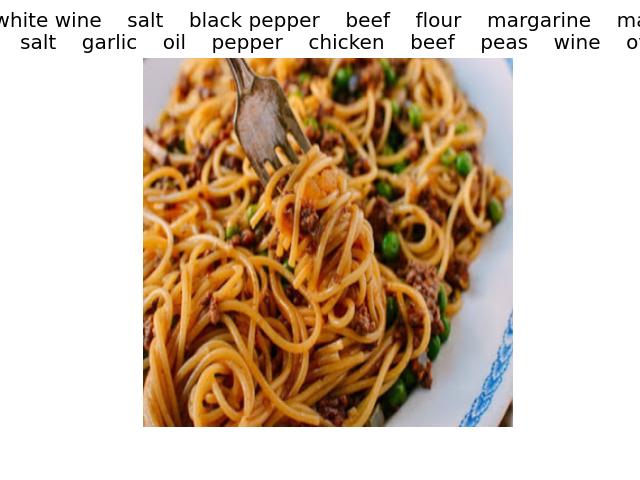 white wine salt black pepper beef flour margarine
salt garlic oil pepper chicken beef peas wine